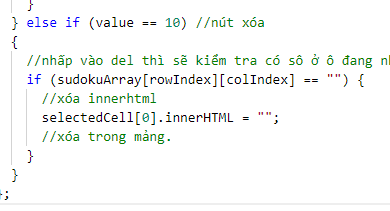 }
} else if (value == 10) //nút xóa
{
//nhấp vào del thì sẽ kiểm tra có sô ở ô đang
if (sudokuArray[rowIndex][colIndex] == "") {
//xóa innerhtml
selectedCell[0].innerHTML = "";
//xóa trong mảng.
}
}
};